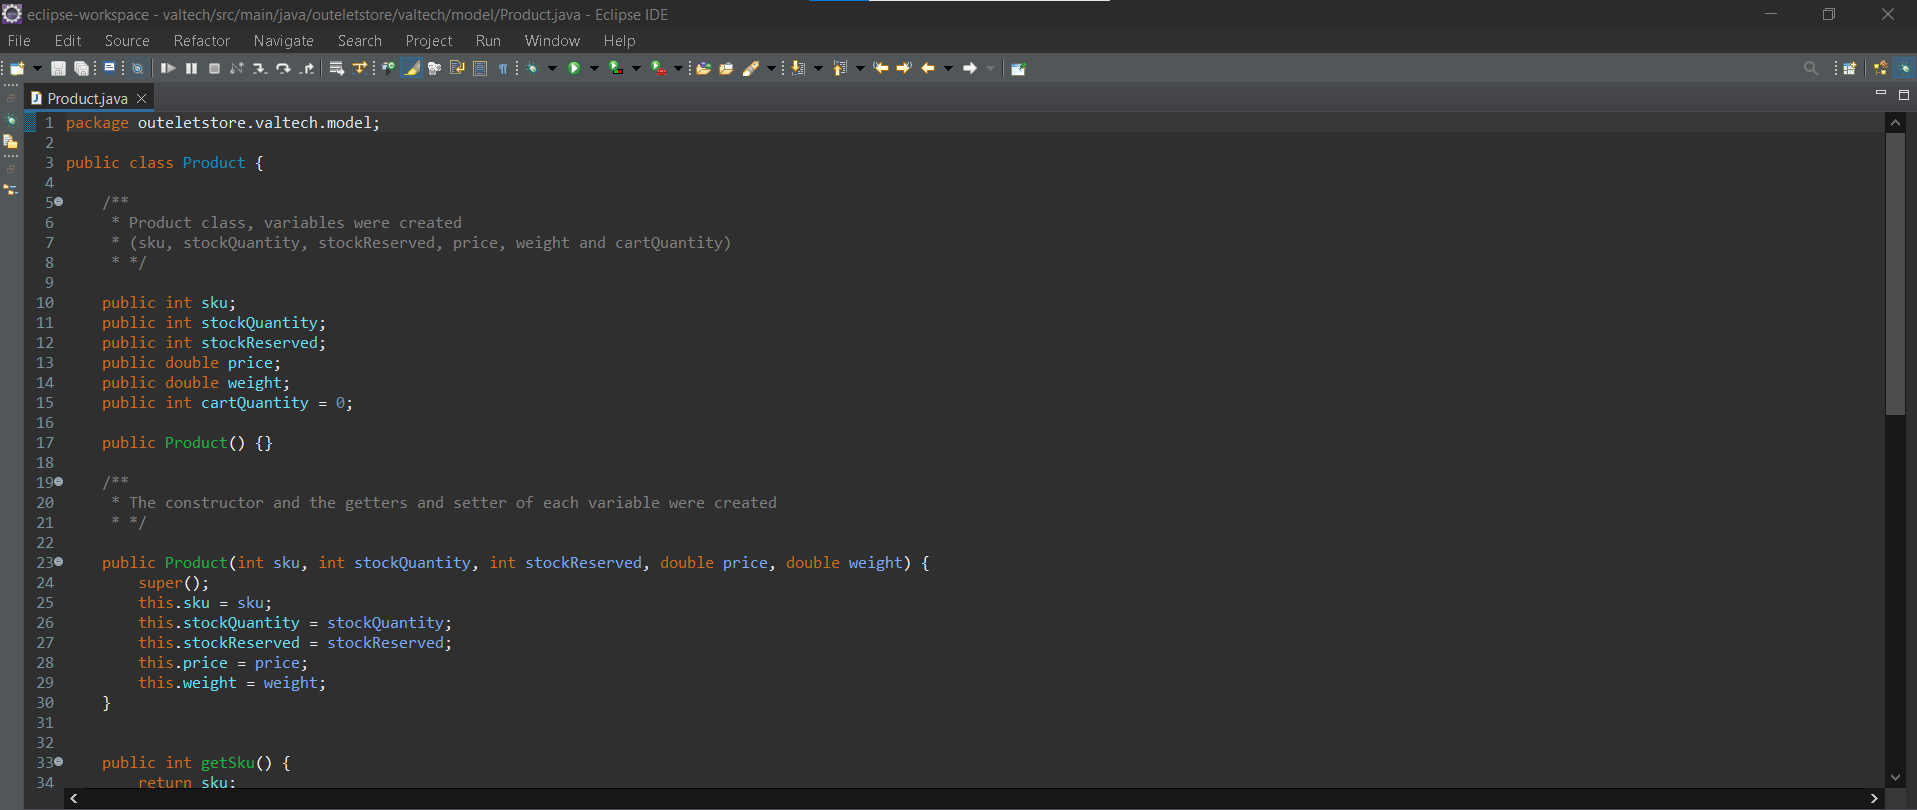 eclipse-workspace - valtech/src/main/java/outeletstore/valtech/model/Product.java - Eclipse IDE
File Edit Source Refactor Navigate Search Project Run Window Help
Product.java
1 package outeletstore.valtech.model;
2
3 public class Product {
4
5 /**
6 * Product class, variables were created
7 * (sku, stockQuantity, stockReserved, price, weight and cartQuantity)
8 * */
9
10 public int sku;
11 public int stockQuantity;
12 public int stockReserved;
13 public double price;
14 public double weight;
15 public int cartQuantity = 0;
16
17 public Product() {}
18
19 /**
20 * The constructor and the getters and setter of each variable were created
21 * */
22
23 public Product(int sku, int stockQuantity, int stockReserved, double price, double weight) {
24 super();
25 this.sku = sku;
26 this.stockQuantity = stockQuantity;
27 this.stockReserved = stockReserved;
28 this.price = price;
29 this.weight = weight;
30 }
31
32
33 public int getSku() {
34 return sku;